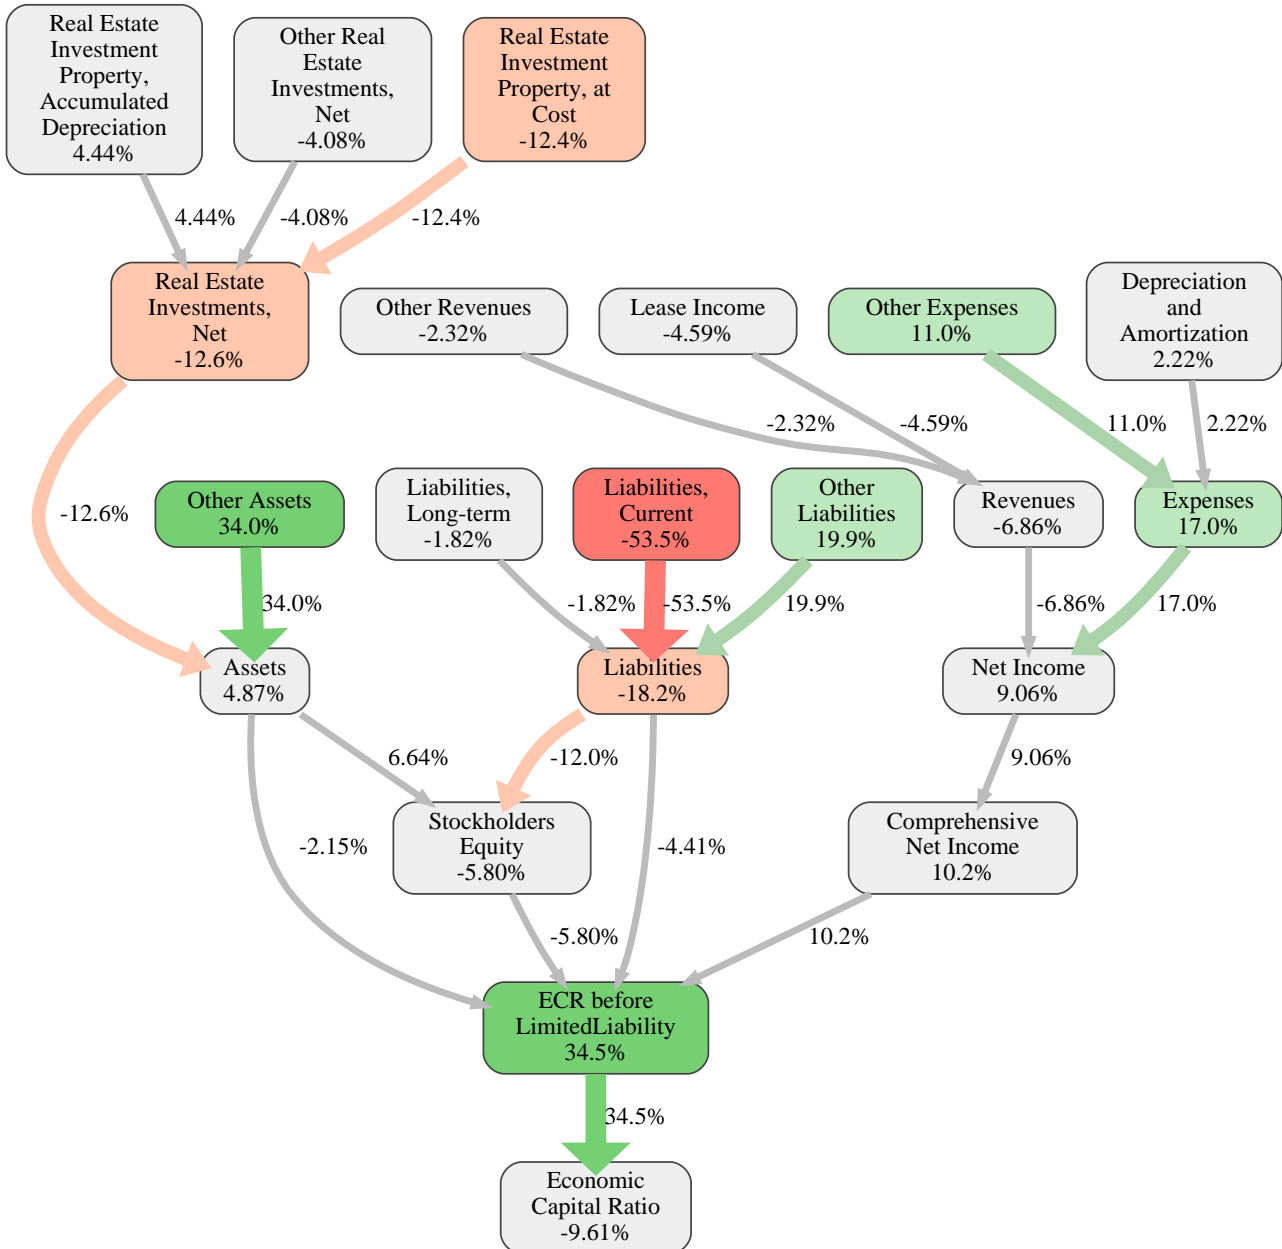 Real Estate
Investment
Property,
Accumulated
Depreciation
4.44%
Other Real
Estate
Investments,
Net
-4.08%
Real Estate
Investment
Property, at
Cost
-12.4%
4.44%
-4.08%
-12.4%
Real Estate
Investments,
Net
-12.6%
Other Revenues
-2.32%
Lease Income
-4.59%
Other Expenses
11.0%
Depreciation
and
Amortization
2.22%
-2.32%
-4.59%
11.0%
2.22%
-12.6%
Other Assets
34.0%
Liabilities,
Long-term
-1.82%
Liabilities,
Current
-53.5%
Other
Liabilities
19.9%
Revenues
-6.86%
Expenses
17.0%
34.0%
-1.82%
-53.5%
19.9%
-6.86%
17.0%
Assets
4.87%
Liabilities
-18.2%
Net Income
9.06%
6.64%
-12.0%
9.06%
-2.15%
Stockholders
Equity
-5.80%
-4.41%
Comprehensive
Net Income
10.2%
-5.80%
10.2%
ECR before
LimitedLiability
34.5%
34.5%
Economic
Capital Ratio
-9.61%